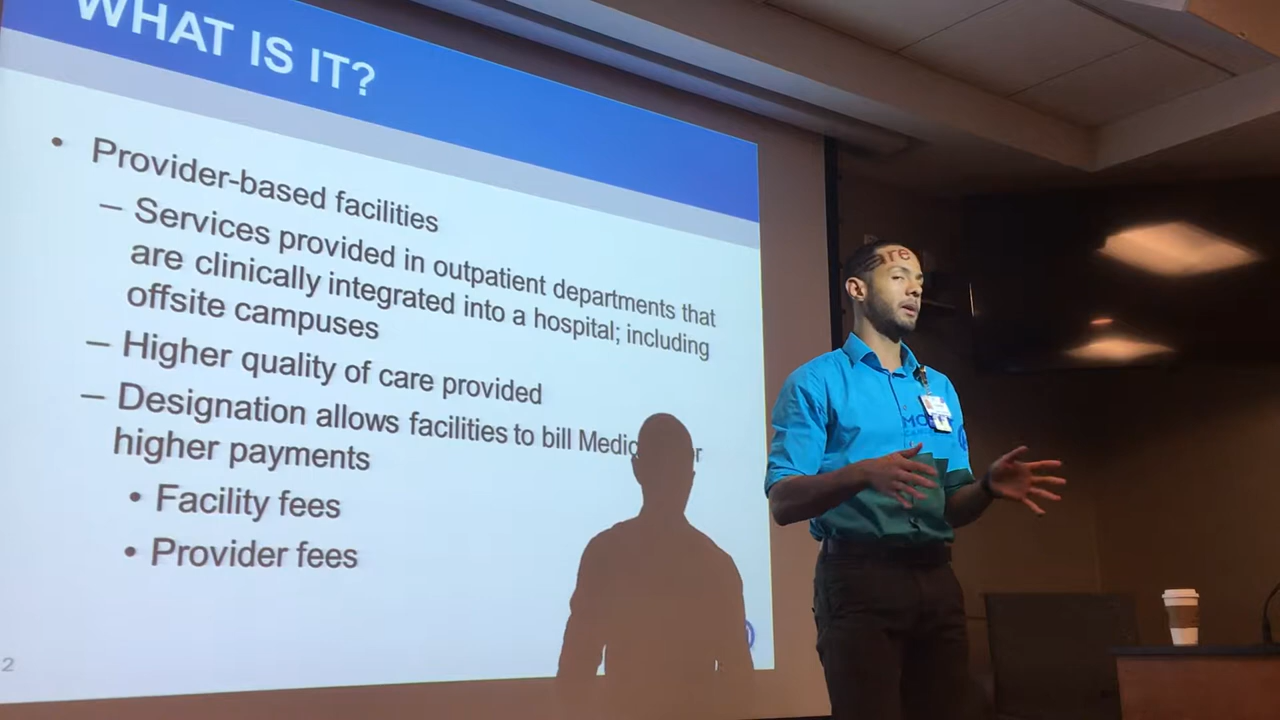 WHAT IS IT?
• Provider-based facilities
– Services provided in outpatient departments that
are clinically integrated into a hospital; including
offsite campuses
– Higher quality of care provided
– Designation allows facilities to bill Medic r
higher payments
• Facility fees
• Provider fees
2
are